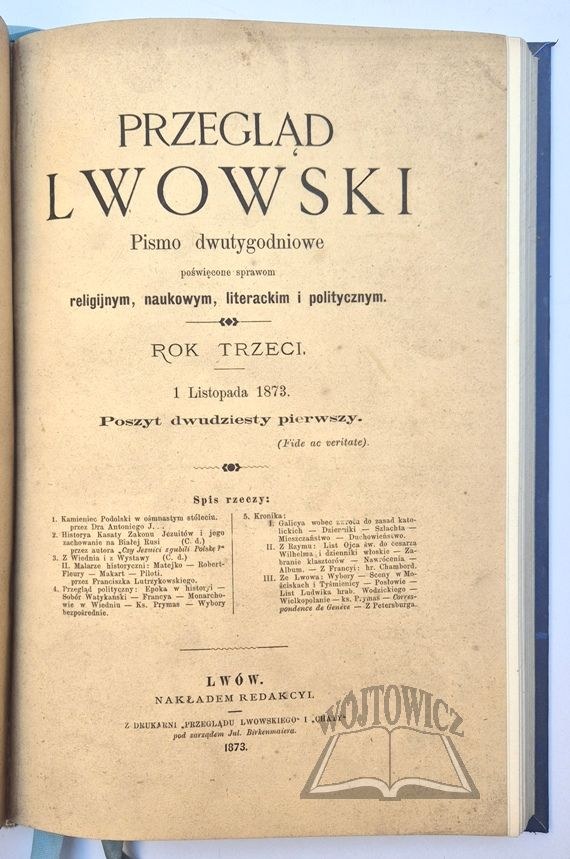 PRZEGLĄD
LWOWSKI
Pismo dwutygodniowe
poświęcone sprawom
religijnym, naukowym, literackim i politycznym.
ROK TRZECI.
1 Listopada 1873.
Poszyt dwudziesty pierwszy.
(Fide ac veritate).
Spis rzeczy:
1. Kamieniec Podolski w ośmnastym stóleciu.
przez Dra Antoniego J. . .
2. Historya Kasaty Zakonu Jezuitów i jego
zachowanie na Białej Rusi (C. d.)
przez autora „Czy Jezuici zgubili Polskę?“
3. Z Wiednia i z Wystawy (C. d.)
II. Malarze historyczni: Matejko — Robert-
Fleury — Makart — Piloti.
przez Franciszka Lutrzykowskiego.
4. Przegląd polityczny: Epoka w historyi —
Sobór Watykański — Francya — Monarcho-
wie w Wiedniu — Ks. Prymas — Wybory
bezpośrednie.
5. Kronika:
I. Galicya wobec zwrotu do zasad kato-
lickich — Dzienniki — Szlachta —
Mieszczaństwo — Duchowieństwo.
II. Z Rzymu: List Ojca św. do cesarza
Wilhelma, i dzienniki włoskie — Za-
branie klasztorów — Nawrócenia. —
Album. — Z Francyi: hr. Chambord.
III. Ze Lwowa: Wybory — Sceny w Mo-
ściskach i Tyśmienicy — Posłowie —
List Ludwika hrab. Wodzickiego —
Wielkopolanie — ks. Prymas — Corres-
pondence de Genève — Z Petersburga.
LWÓW.
NAKŁADEM REDAKCYI.
Z DRUKARNI „PRZEGLĄDU LWOWSKIEGO“ I „CHATY“
pod zarządem Jul. Birkenmaiera.
1873.
WÓJTOWICZ